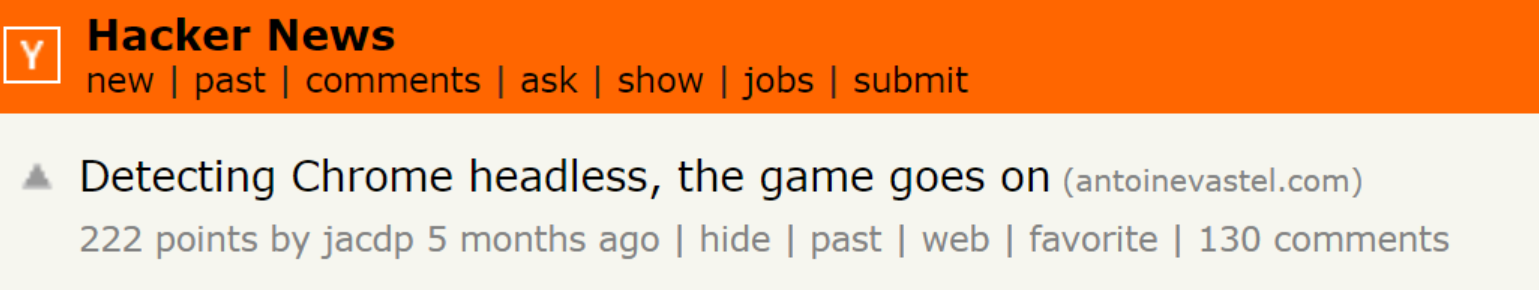 Y
Hacker News
new | past | comments | ask | show | jobs | submit
Detecting Chrome headless, the game goes on (antoinevastel.com)
222 points by jacdp 5 months ago | hide | past | web | favorite | 130 comments